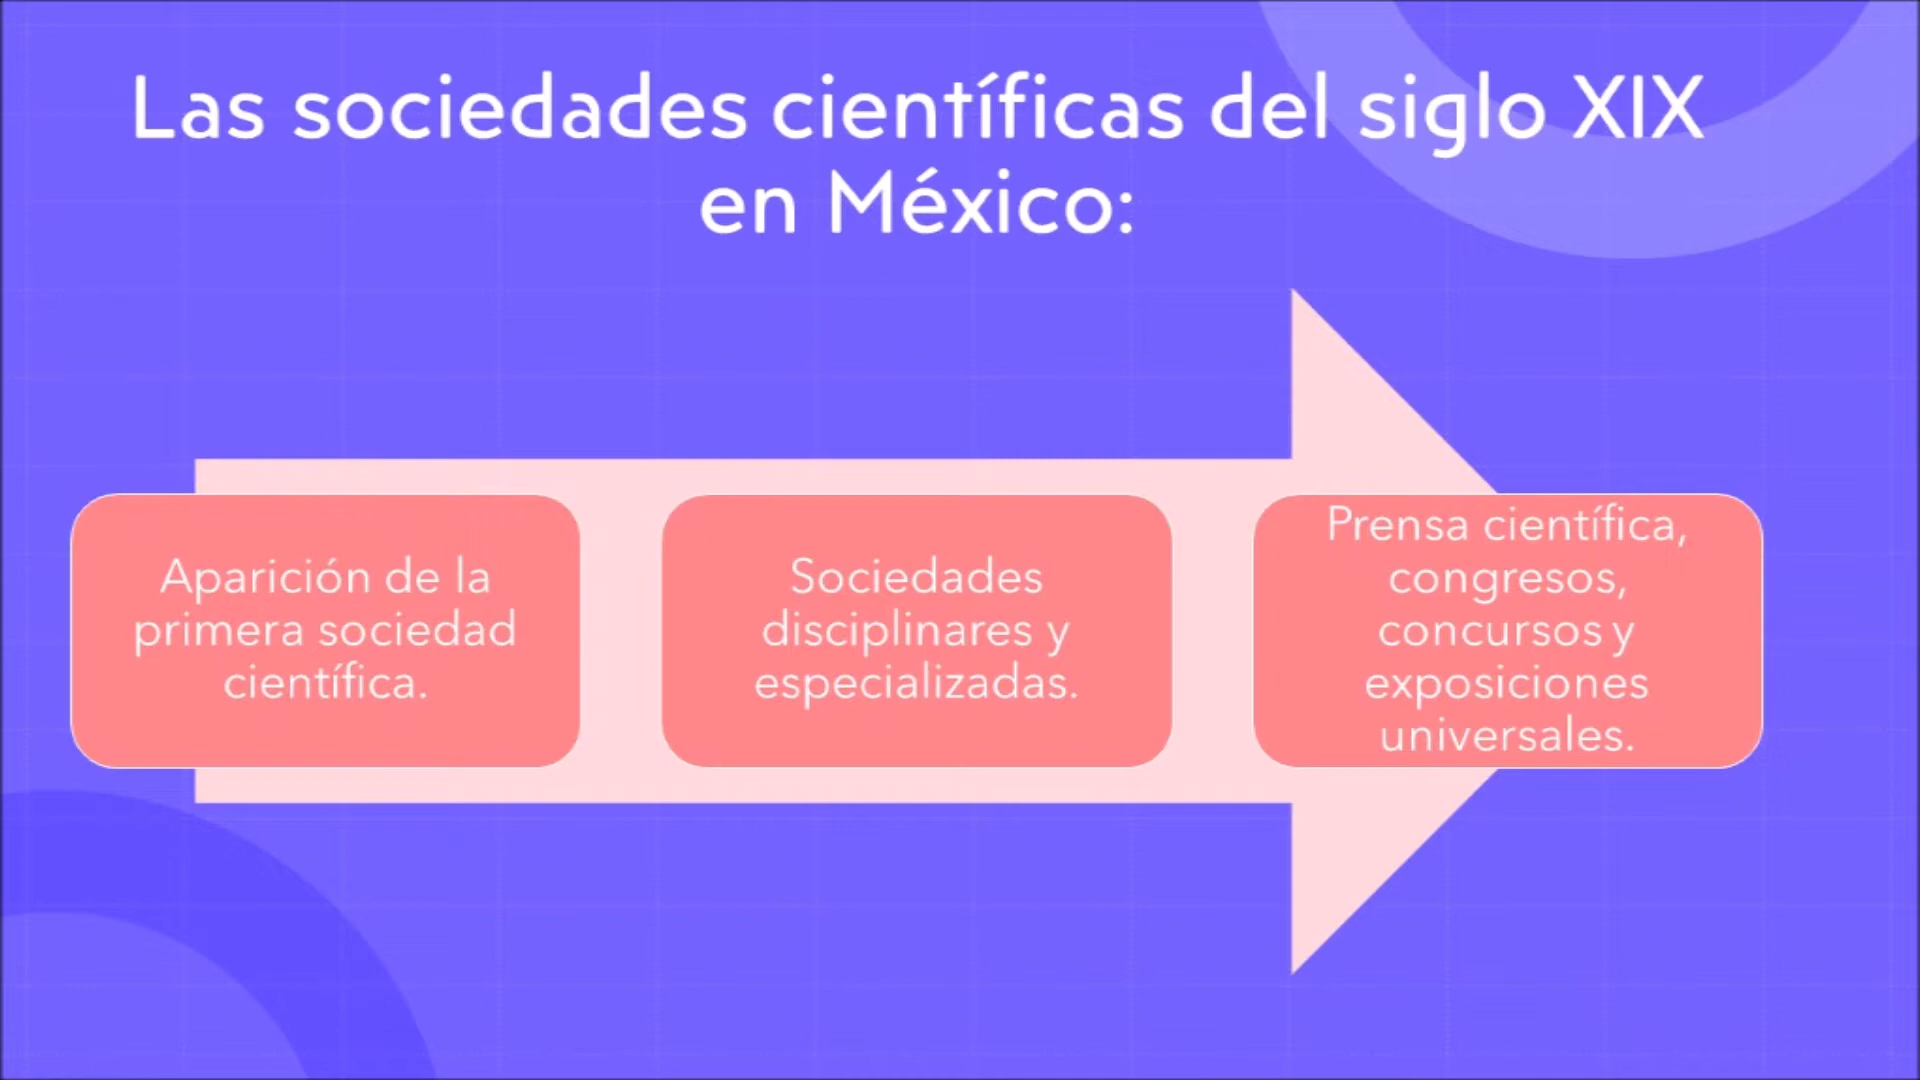 Las sociedades científicas del siglo XIX
en México:
Aparición de la
primera sociedad
científica.
Sociedades
disciplinares y
especializadas.
Prensa científica,
congresos,
concursos y
exposiciones
universales.